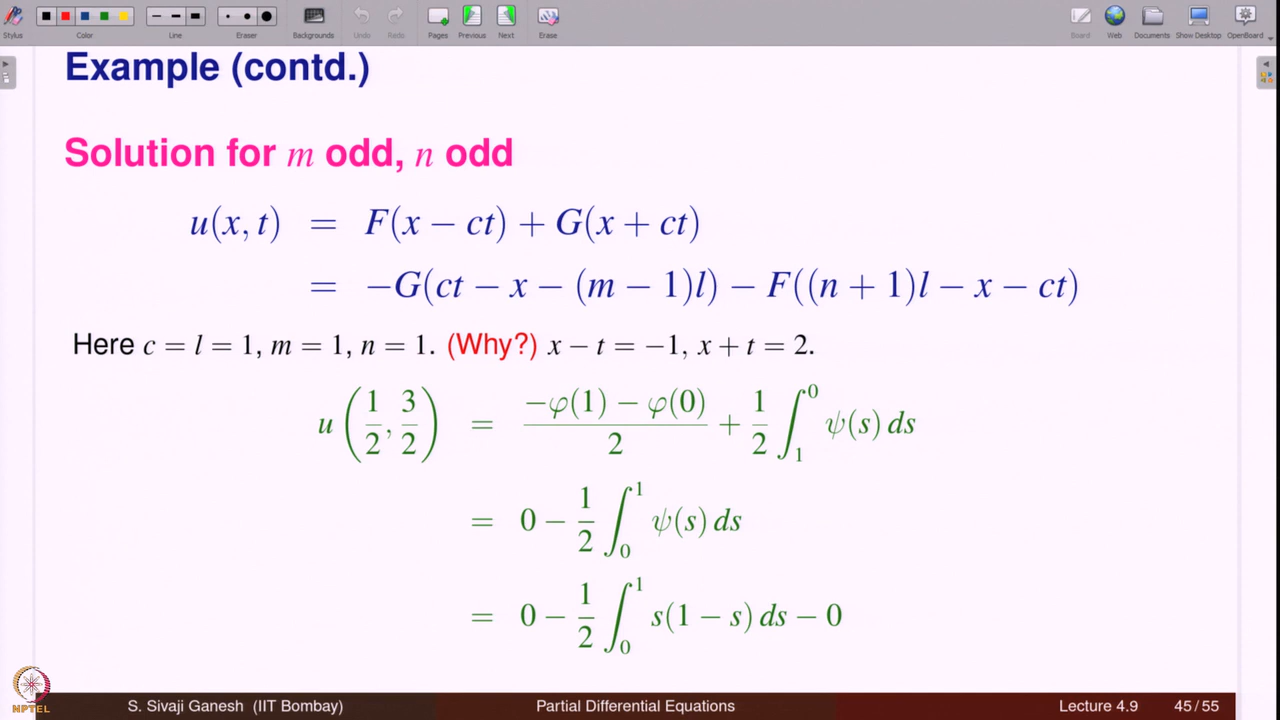 Stylus
Color
Line
Eraser
Backgrounds
Undo
Redo
Pages
Previous
Next
Erase
Board
Web
Documents
Show Desktop
OpenBoard
Example (contd.)
Solution for m odd, n odd
u(x, t) = F(x − ct) + G(x + ct)
= −G(ct − x − (m − 1)l) − F((n + 1)l − x − ct)
Here c = l = 1, m = 1, n = 1. (Why?) x − t = −1, x + t = 2.
u(1/2, 3/2) = (−φ(1) − φ(0))/2 + 1/2 ∫₁⁰ ψ(s) ds
= 0 − 1/2 ∫₀¹ ψ(s) ds
= 0 − 1/2 ∫₀¹ s(1 − s) ds − 0
NPTEL
S. Sivaji Ganesh (IIT Bombay) Partial Differential Equations Lecture 4.9 45 / 55